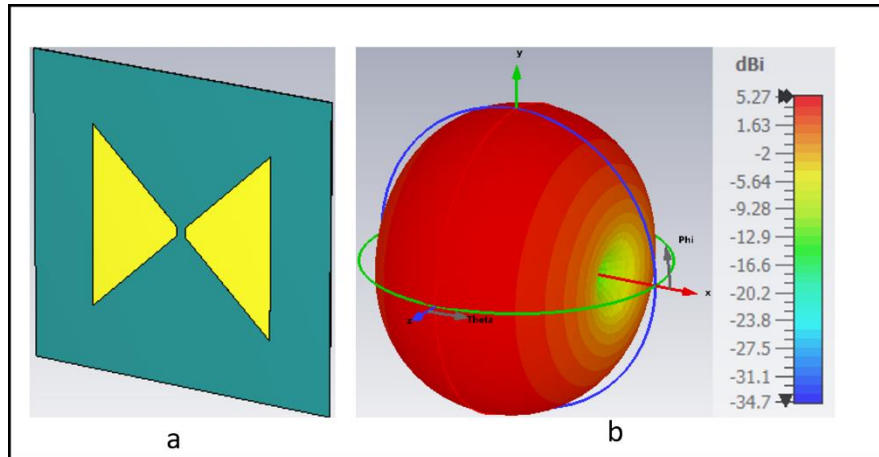 y
Phi
x
z
Theta
dBi
5.27
1.63
-2
-5.64
-9.28
-12.9
-16.6
-20.2
-23.8
-27.5
-31.1
-34.7
a
b